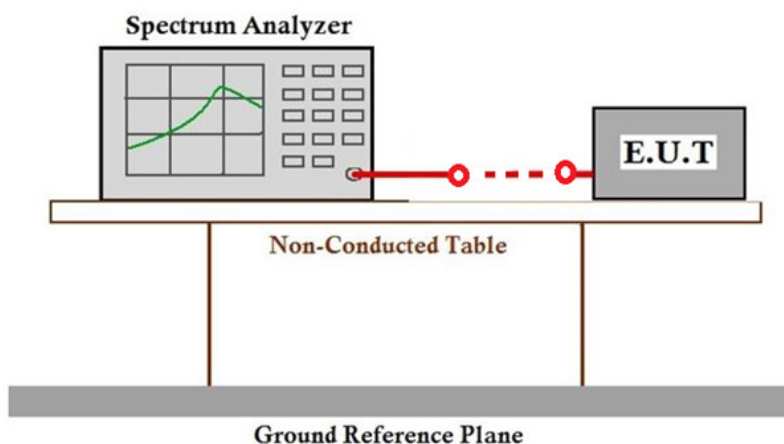 Spectrum Analyzer
E.U.T
Non-Conducted Table
Ground Reference Plane